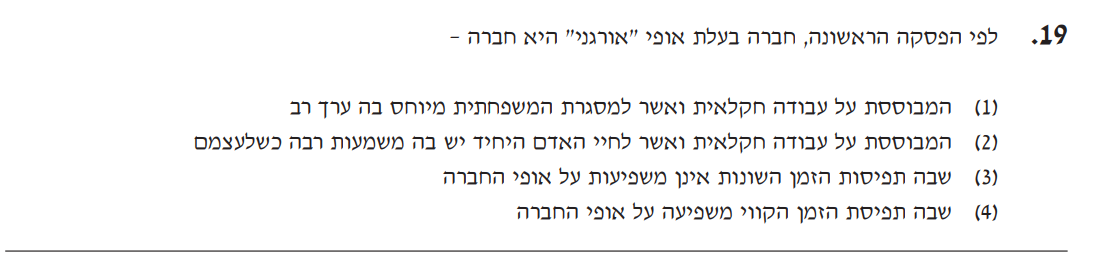 19. לפי הפסקה הראשונה, חברה בעלת אופי "אורגני" היא חברה –
(1) המבוססת על עבודה חקלאית ואשר למסגרת המשפחתית מיוחס בה ערך רב
(2) המבוססת על עבודה חקלאית ואשר לחיי האדם היחיד יש בה משמעות רבה כשלעצמם
(3) שבה תפיסות הזמן השונות אינן משפיעות על אופי החברה
(4) שבה תפיסת הזמן הקווי משפיעה על אופי החברה